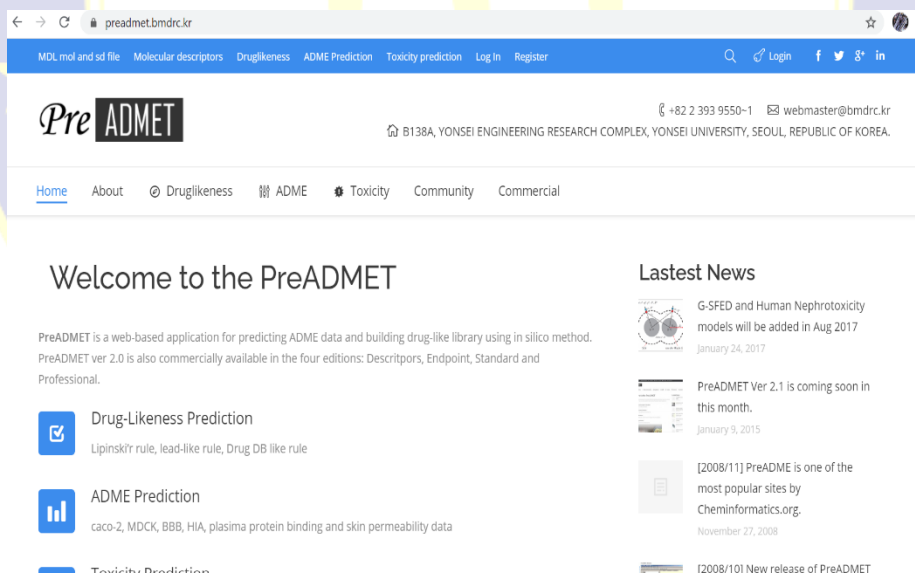 preadmet.bmdrc.kr
MDL mol and sd file Molecular descriptors Druglikeness ADME Prediction Toxicity prediction Log In Register Login
Pre ADMET
+82 2 393 9550~1 webmaster@bmdrc.kr
B138A, YONSEI ENGINEERING RESEARCH COMPLEX, YONSEI UNIVERSITY, SEOUL, REPUBLIC OF KOREA.
Home About Druglikeness ADME Toxicity Community Commercial
Welcome to the PreADMET
PreADMET is a web-based application for predicting ADME data and building drug-like library using in silico method.
PreADMET ver 2.0 is also commercially available in the four editions: Descritpors, Endpoint, Standard and
Professional.
Drug-Likeness Prediction
Lipinski'r rule, lead-like rule, Drug DB like rule
ADME Prediction
caco-2, MDCK, BBB, HIA, plasima protein binding and skin permeability data
Toxicity Prediction
Lastest News
G-SFED and Human Nephrotoxicity
models will be added in Aug 2017
January 24, 2017
PreADMET Ver 2.1 is coming soon in
this month.
January 9, 2015
[2008/11] PreADME is one of the
most popular sites by
Cheminformatics.org.
November 27, 2008
[2008/10] New release of PreADMET